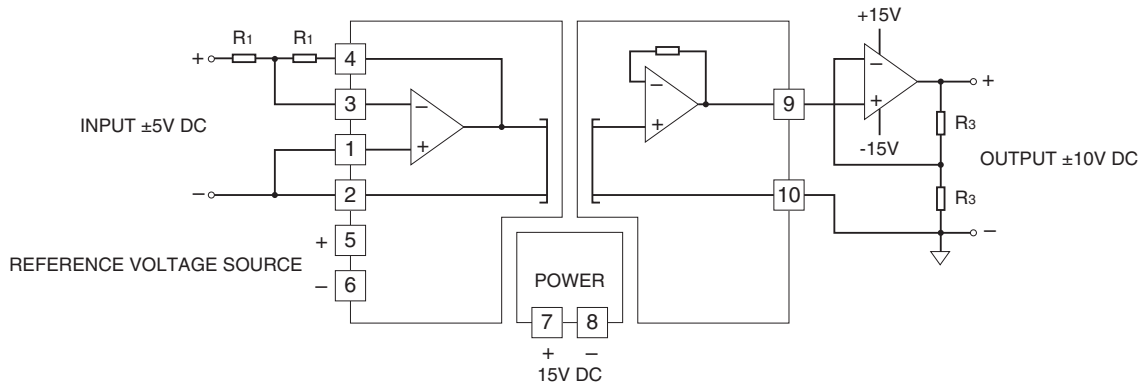 +15V
R1 R1
+ 4 − − +
3 − − 9 +
INPUT ±5V DC R3
1 + + -15V OUTPUT ±10V DC
− 2 10 R3
+ 5 −
REFERENCE VOLTAGE SOURCE
− 6 POWER
7 8
+ −
15V DC